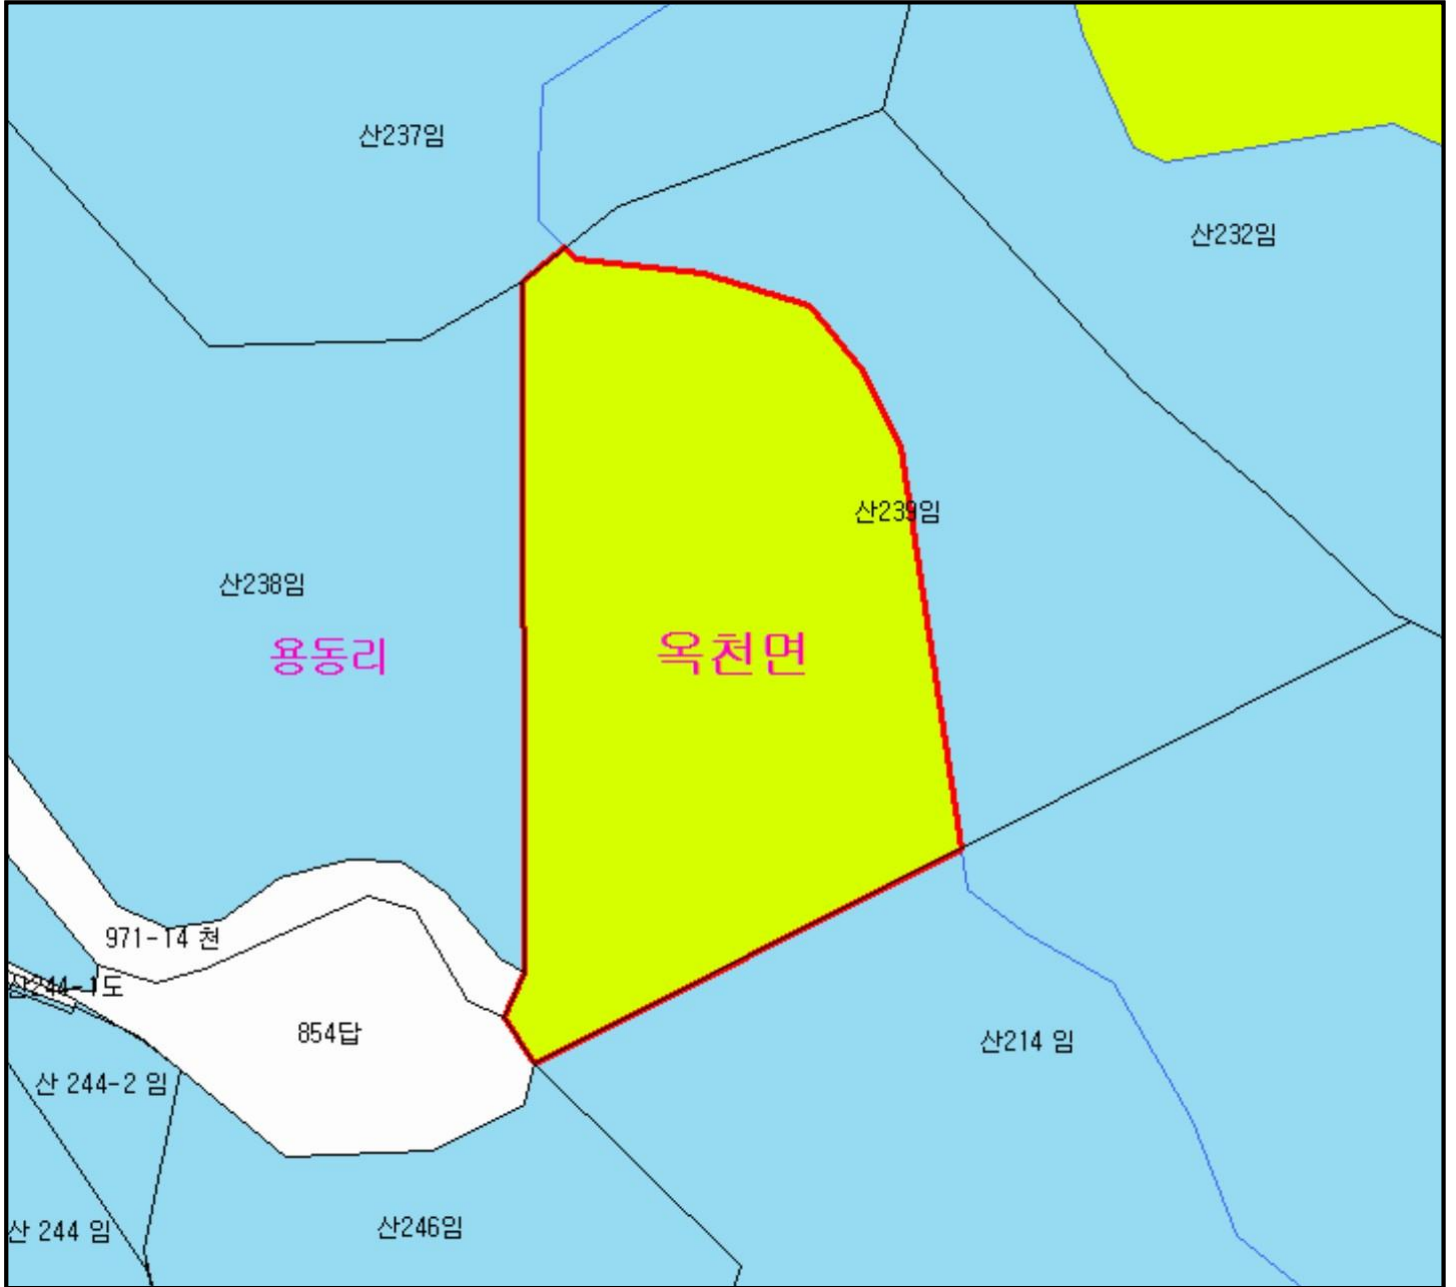 산237임
산232임
산239임
산238임
용동리
옥천면
971-14 천
산244-1도
854답
산214 임
산 244-2 임
산246임
산 244 임